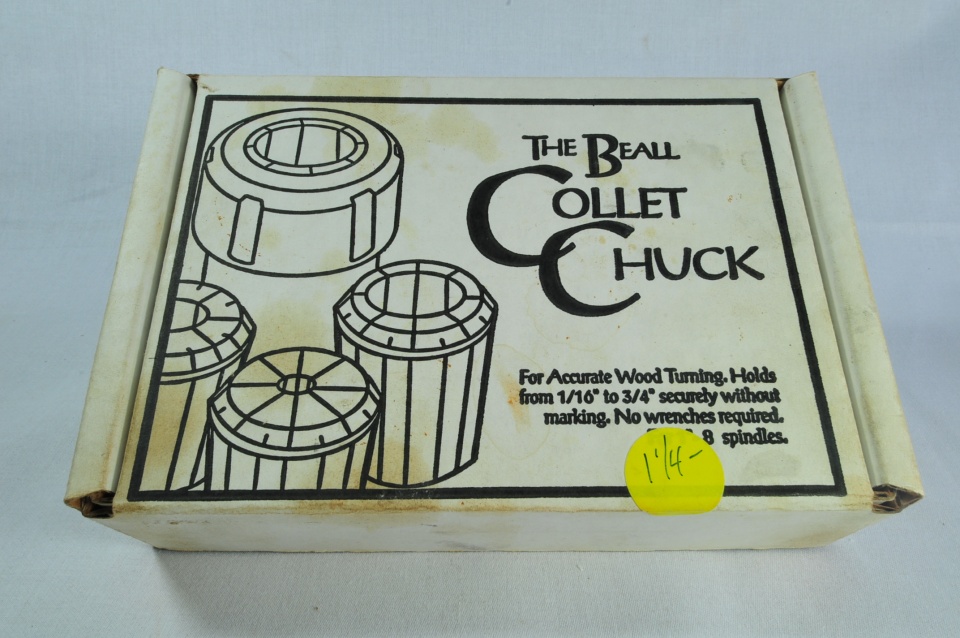 THE BEALL
COLLET
CHUCK
For Accurate Wood Turning. Holds
from 1/16" to 3/4" securely without
marking. No wrenches required.
8 spindles.
1 1/4-